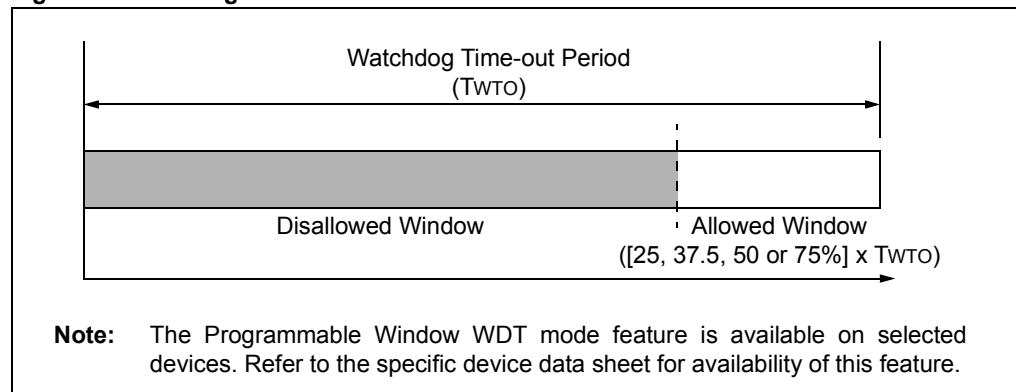 Watchdog Time-out Period
(TWTO)
Disallowed Window
Allowed Window
([25, 37.5, 50 or 75%] x TWTO)
Note: The Programmable Window WDT mode feature is available on selected
devices. Refer to the specific device data sheet for availability of this feature.